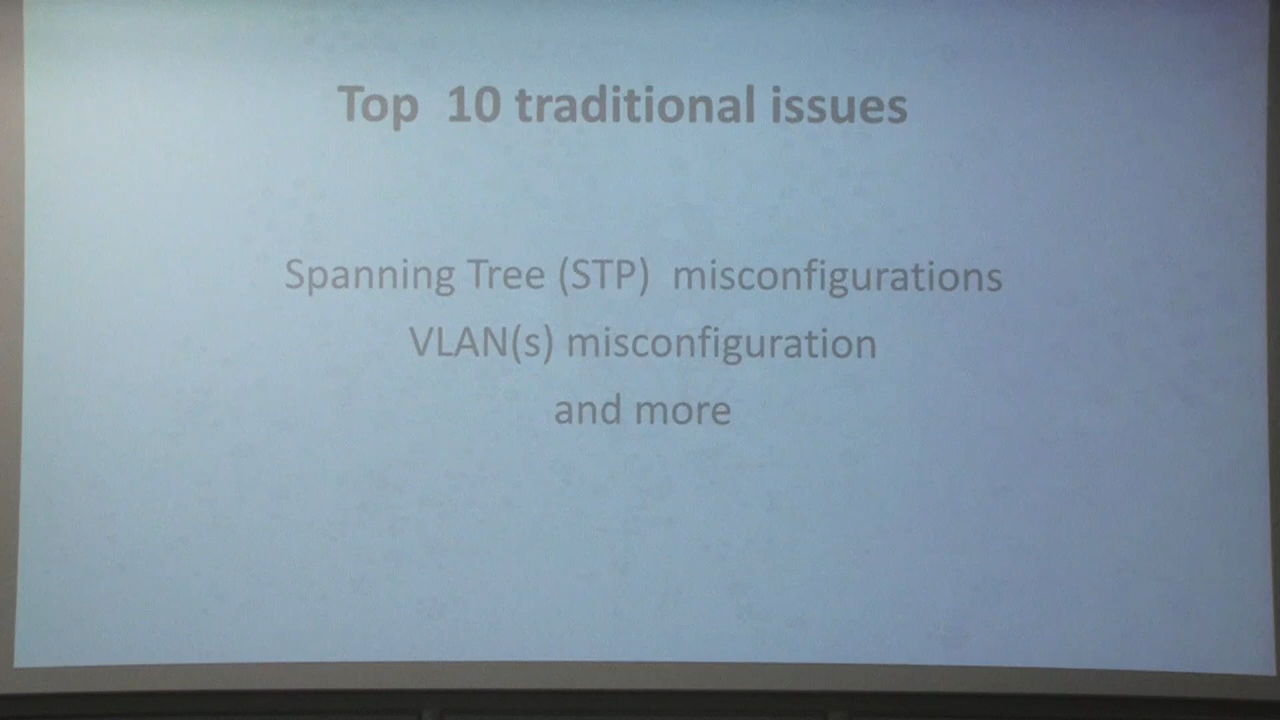 Top 10 traditional issues
Spanning Tree (STP) misconfigurations
VLAN(s) misconfiguration
and more